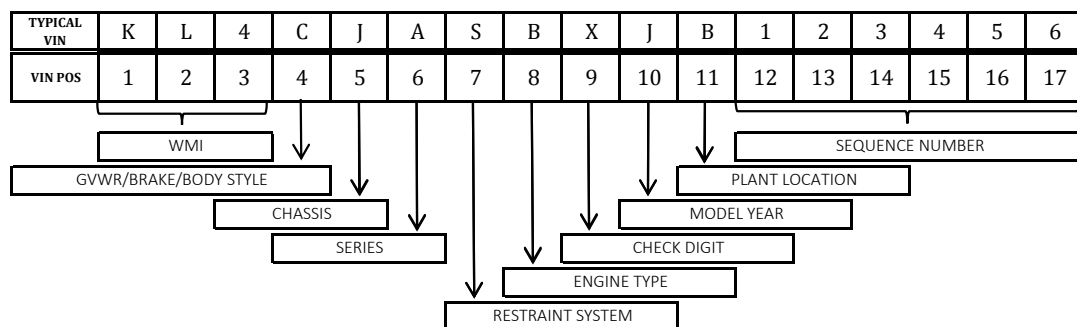 TYPICAL VIN K L 4 C J A S B X J B 1 2 3 4 5 6
VIN POS 1 2 3 4 5 6 7 8 9 10 11 12 13 14 15 16 17
WMI SEQUENCE NUMBER
GVWR/BRAKE/BODY STYLE PLANT LOCATION
CHASSIS MODEL YEAR
SERIES CHECK DIGIT
ENGINE TYPE
RESTRAINT SYSTEM